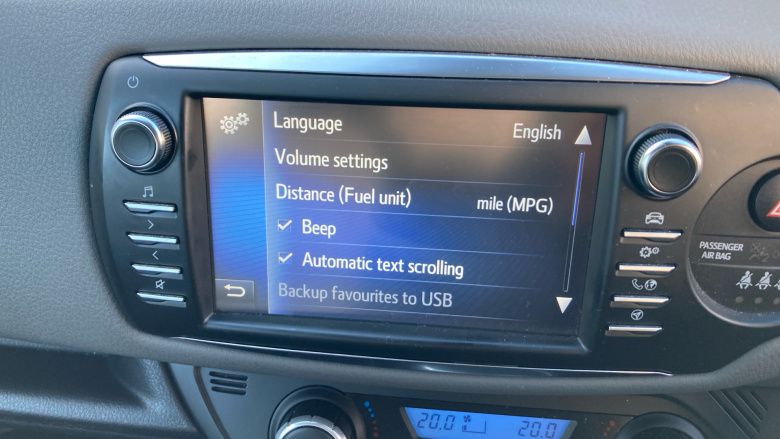 Language English
Volume settings
Distance (Fuel unit) mile (MPG)
Beep
Automatic text scrolling
Backup favourites to USB
PASSENGER
AIR BAG
20.0 20.0